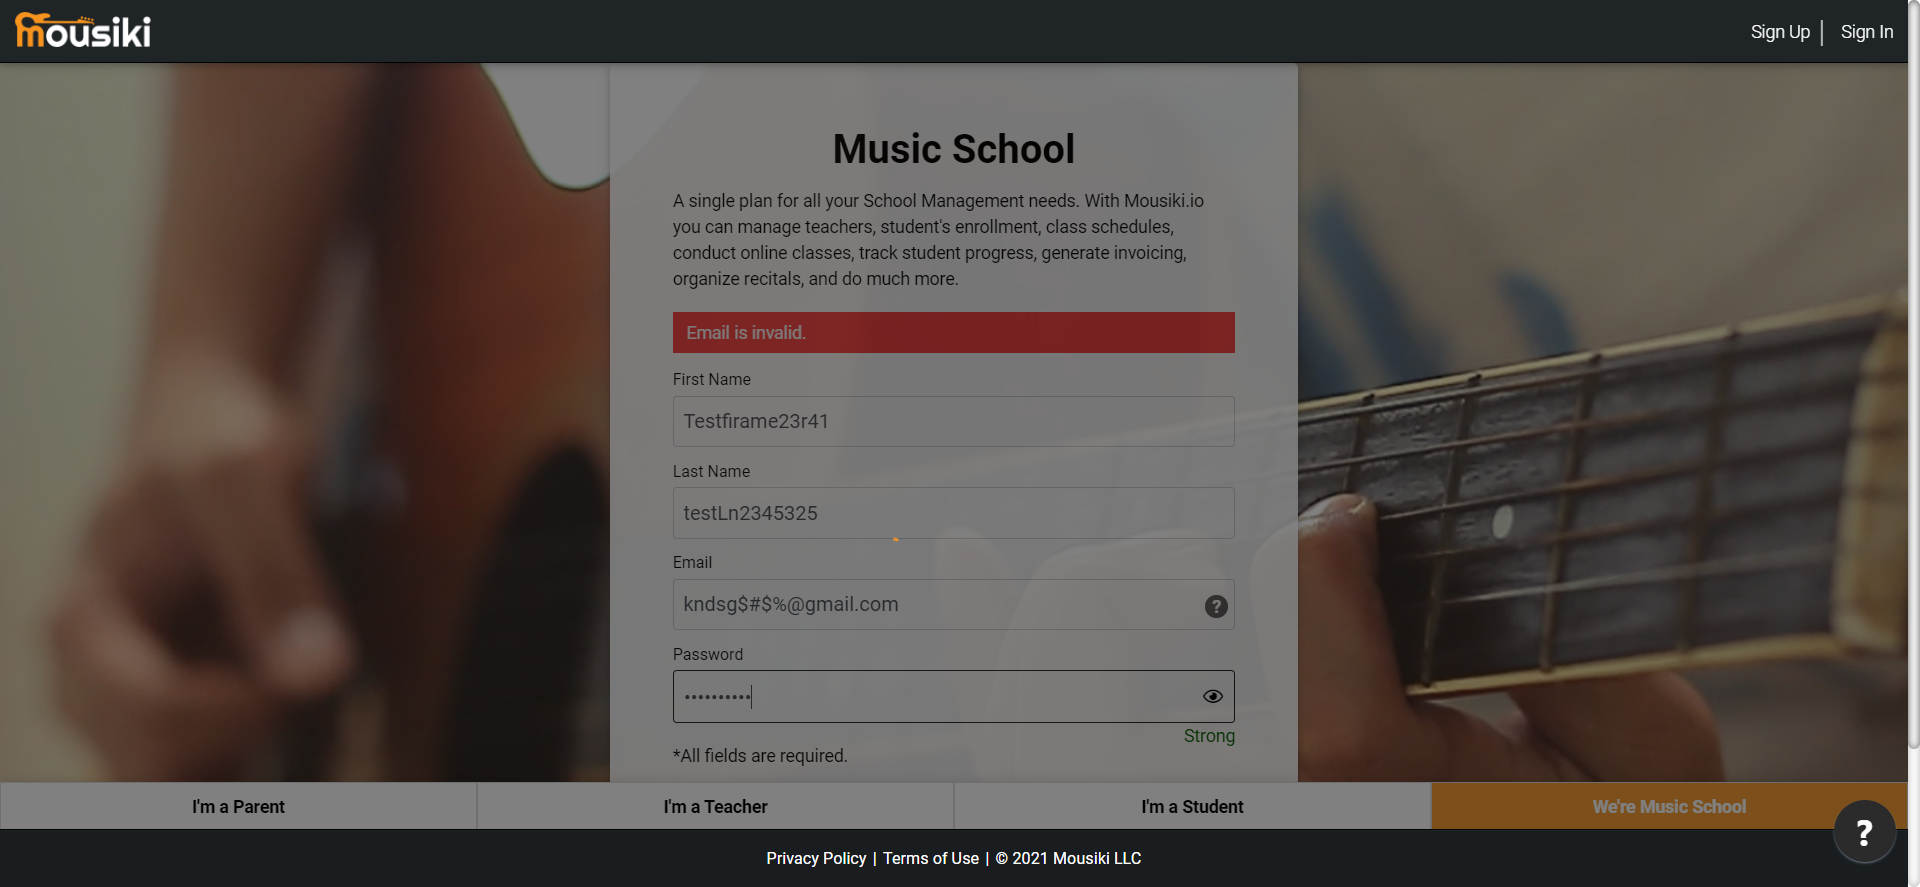 mousiki
Sign Up | Sign In
Music School
A single plan for all your School Management needs. With Mousiki.io
you can manage teachers, student's enrollment, class schedules,
conduct online classes, track student progress, generate invoicing,
organize recitals, and do much more.
Email is invalid.
First Name
Testfirame23r41
Last Name
testLn2345325
Email
kndsg$#$%@gmail.com
?
Password
••••••••••
Strong
*All fields are required.
I'm a Parent
I'm a Teacher
I'm a Student
We're Music School
?
Privacy Policy | Terms of Use | © 2021 Mousiki LLC